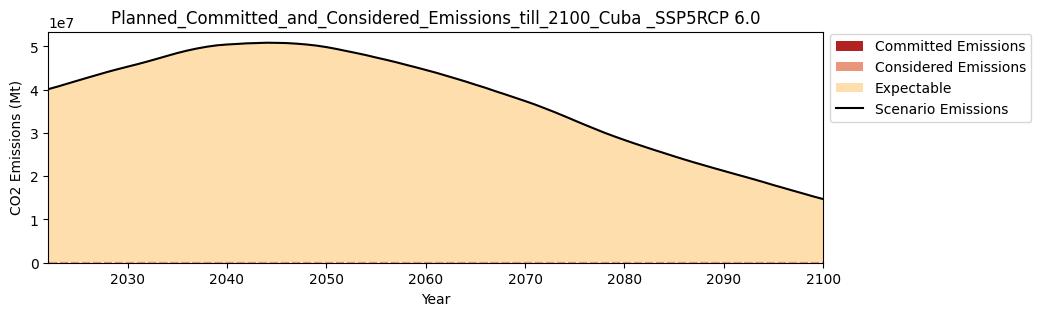 Planned_Committed_and_Considered_Emissions_till_2100_Cuba _SSP5RCP 6.0
1e7
5
4
3
2
1
0
CO2 Emissions (Mt)
2030 2040 2050 2060 2070 2080 2090 2100
Year
Committed Emissions
Considered Emissions
Expectable
Scenario Emissions